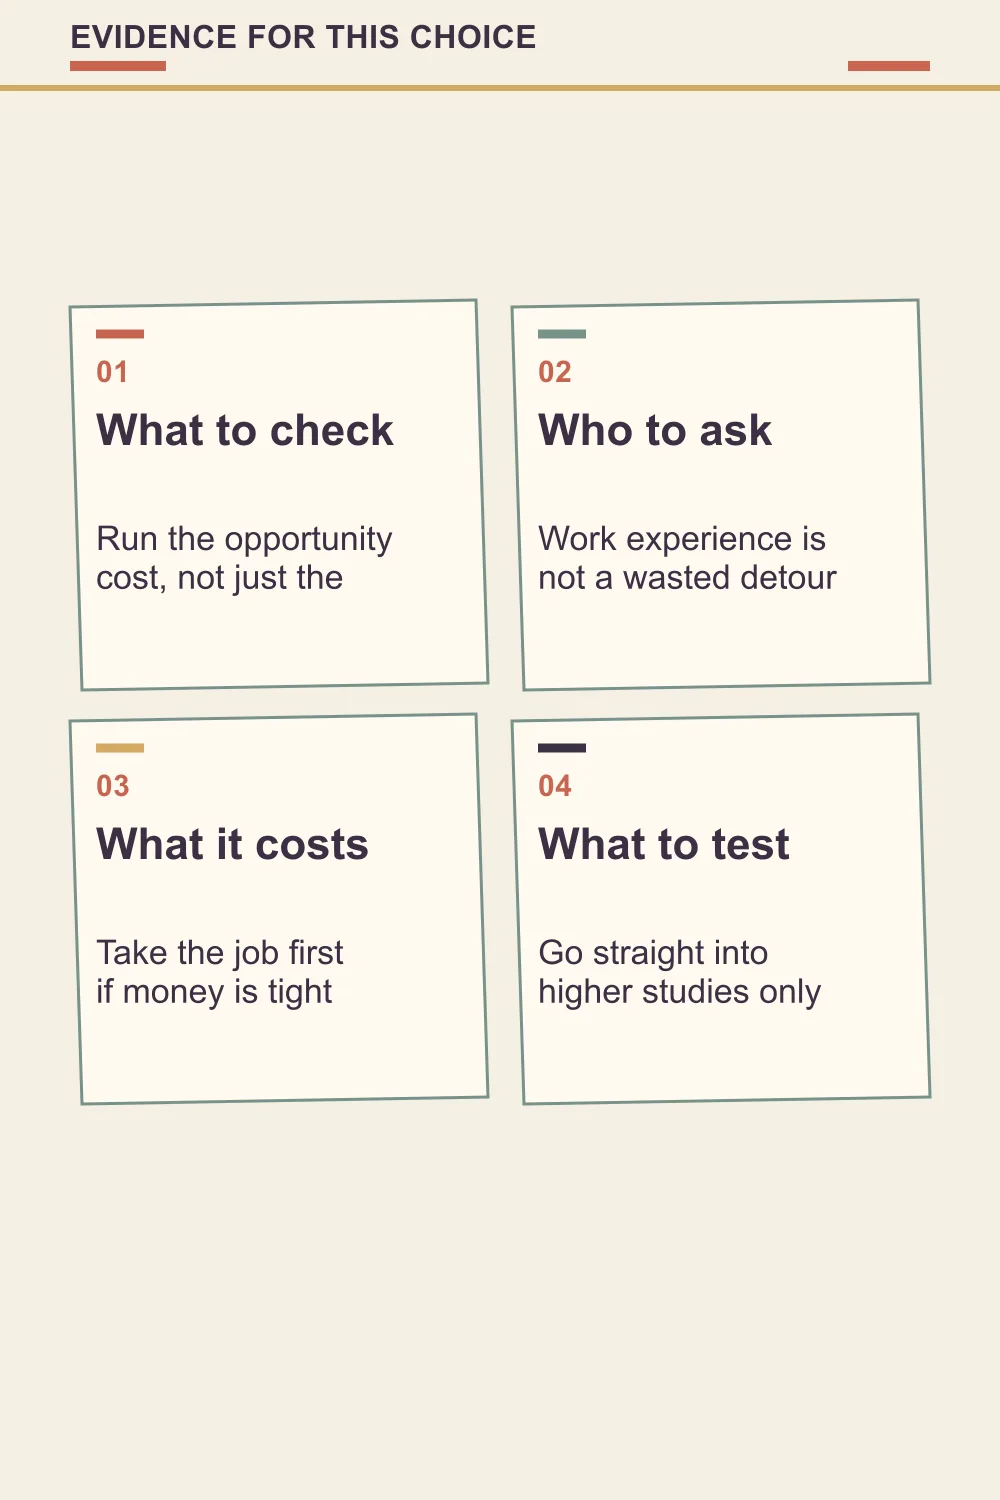 EVIDENCE FOR THIS CHOICE
01
What to check
Run the opportunity
cost, not just the
02
Who to ask
Work experience is
not a wasted detour
03
What it costs
Take the job first
if money is tight
04
What to test
Go straight into
higher studies only